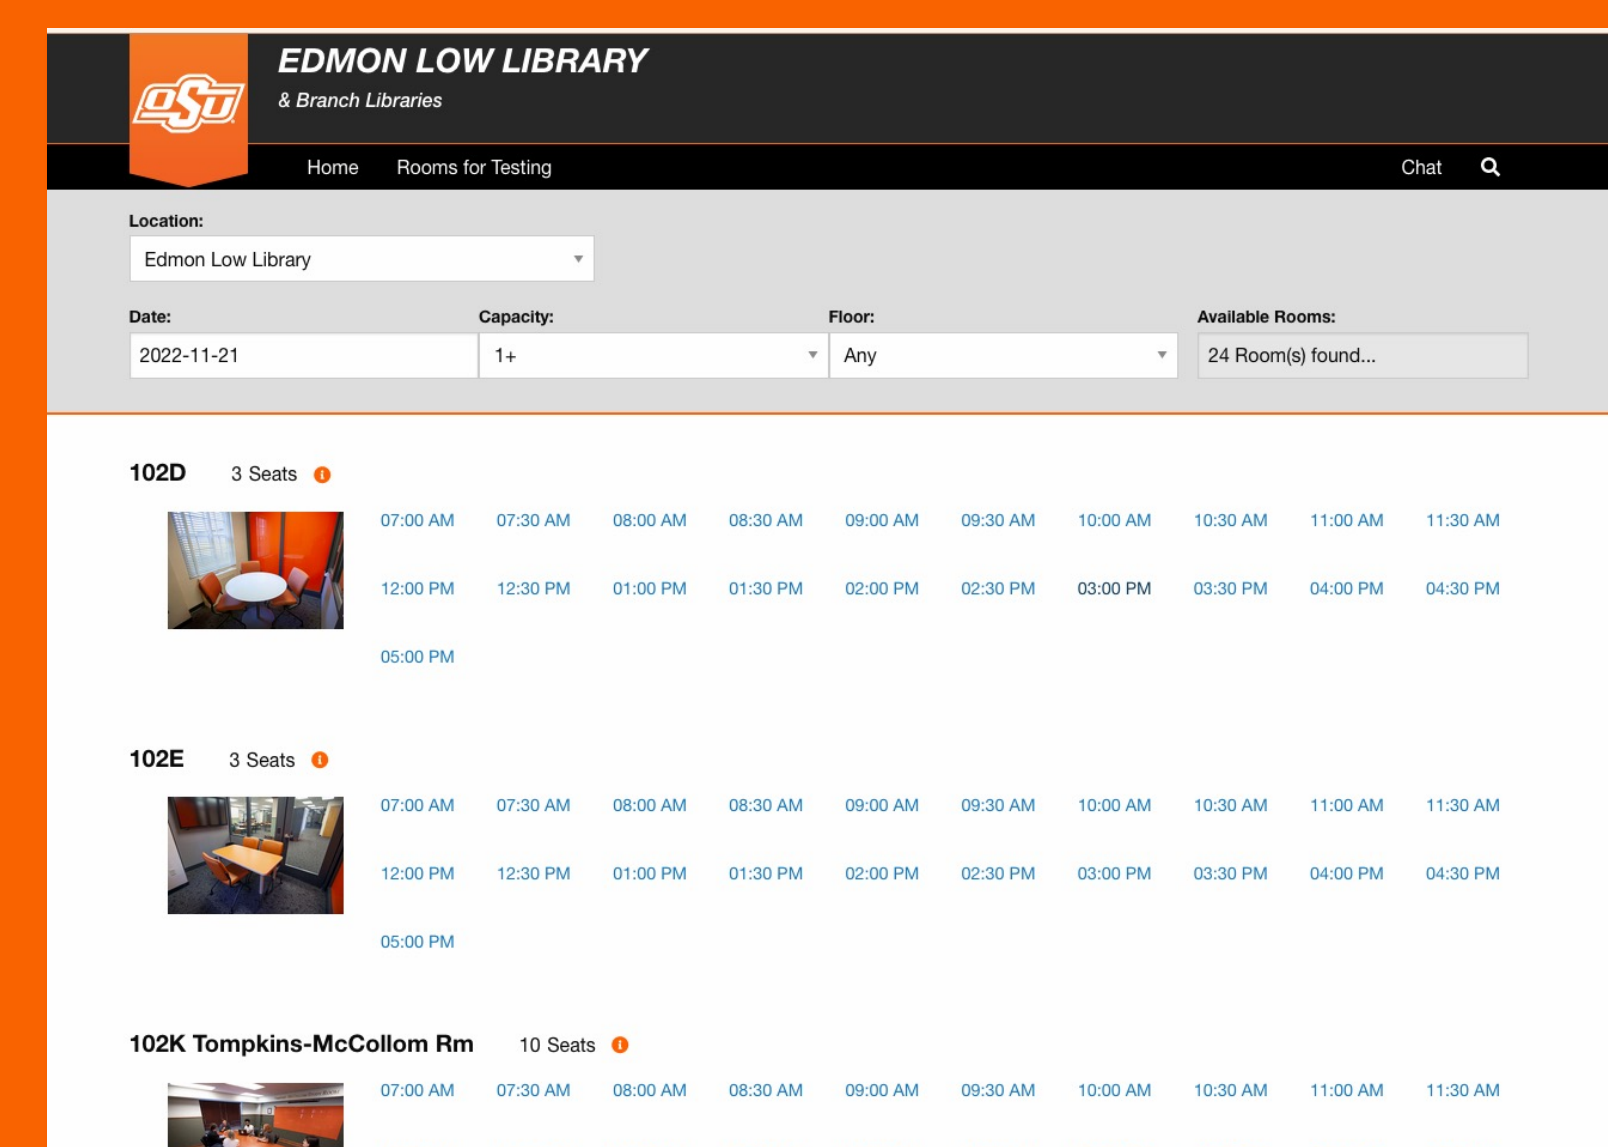 OSU
EDMON LOW LIBRARY
& Branch Libraries
Home Rooms for Testing Chat
Location:
Edmon Low Library
Date: Capacity: Floor: Available Rooms:
2022-11-21 1+ Any 24 Room(s) found...
102D 3 Seats
07:00 AM 07:30 AM 08:00 AM 08:30 AM 09:00 AM 09:30 AM 10:00 AM 10:30 AM 11:00 AM 11:30 AM
12:00 PM 12:30 PM 01:00 PM 01:30 PM 02:00 PM 02:30 PM 03:00 PM 03:30 PM 04:00 PM 04:30 PM
05:00 PM
102E 3 Seats
07:00 AM 07:30 AM 08:00 AM 08:30 AM 09:00 AM 09:30 AM 10:00 AM 10:30 AM 11:00 AM 11:30 AM
12:00 PM 12:30 PM 01:00 PM 01:30 PM 02:00 PM 02:30 PM 03:00 PM 03:30 PM 04:00 PM 04:30 PM
05:00 PM
102K Tompkins-McCollom Rm 10 Seats
07:00 AM 07:30 AM 08:00 AM 08:30 AM 09:00 AM 09:30 AM 10:00 AM 10:30 AM 11:00 AM 11:30 AM